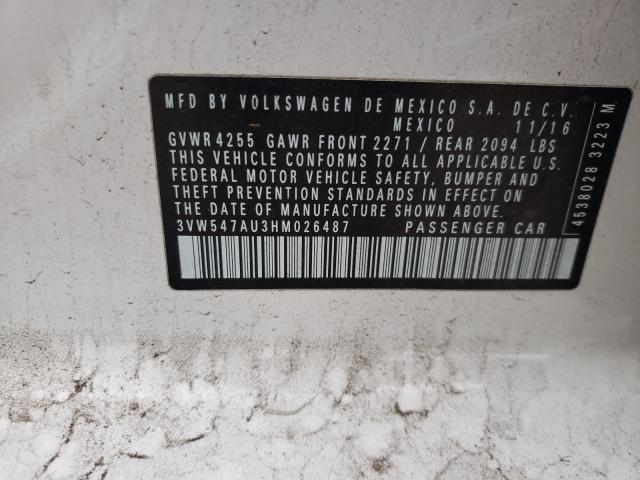 MFD BY VOLKSWAGEN DE MEXICO S.A. DE C.V.
MEXICO 11/16
GVWR 4255 GAWR FRONT 2271 / REAR 2094 LBS
THIS VEHICLE CONFORMS TO ALL APPLICABLE U.S.
FEDERAL MOTOR VEHICLE SAFETY, BUMPER AND
THEFT PREVENTION STANDARDS IN EFFECT ON
THE DATE OF MANUFACTURE SHOWN ABOVE.
3VW547AU3HM026487 PASSENGER CAR
4538028 3223 M